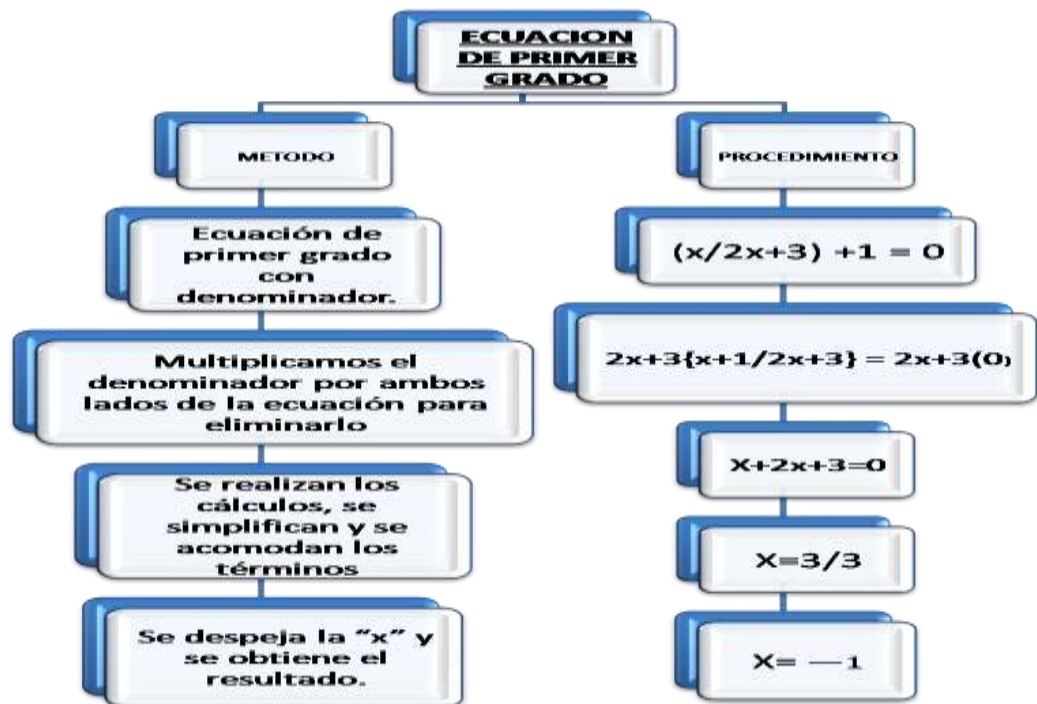 ECUACION
DE PRIMER
GRADO
METODO
Ecuación de
primer grado
con
denominador.
Multiplicamos el
denominador por ambos
lados de la ecuación para
eliminarlo
Se realizan los
cálculos, se
simplifican y se
acomodan los
términos
Se despeja la “x” y
se obtiene el
resultado.
PROCEDIMIENTO
(x/2x+3) +1 = 0
2x+3{x+1/2x+3} = 2x+3(0)
X+2x+3=0
X=3/3
X= —1